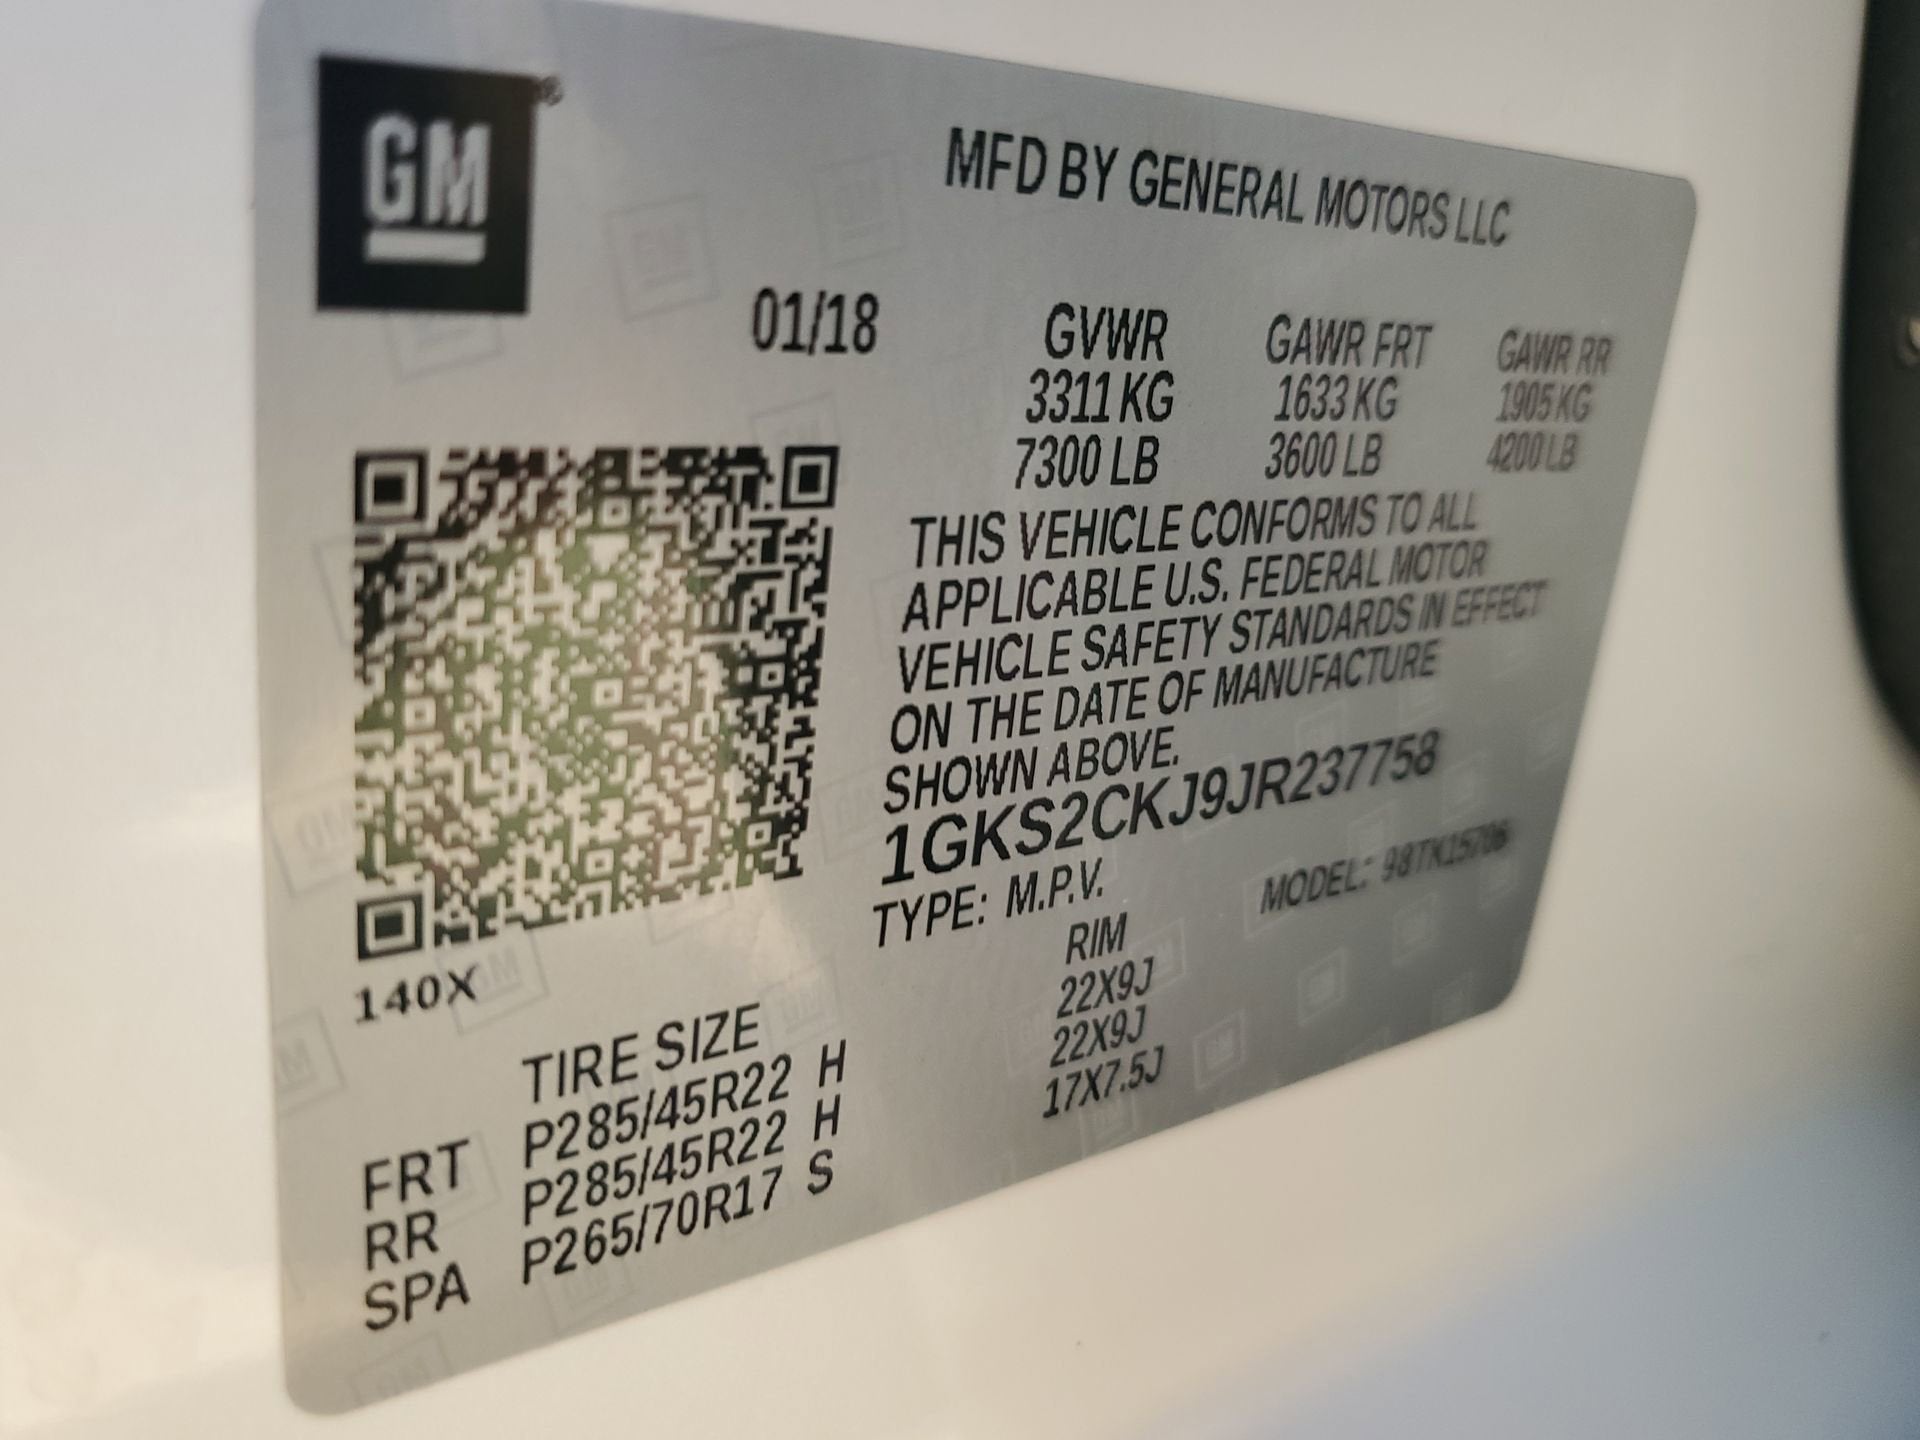 GM®
MFD BY GENERAL MOTORS LLC
01/18
GVWR GAWR FRT GAWR RR
3311 KG 1633 KG 1905 KG
7300 LB 3600 LB 4200 LB
THIS VEHICLE CONFORMS TO ALL
APPLICABLE U.S. FEDERAL MOTOR
VEHICLE SAFETY STANDARDS IN EFFECT
ON THE DATE OF MANUFACTURE
SHOWN ABOVE.
1GKS2CKJ9JR237758
TYPE: M.P.V. MODEL:
140X
TIRE SIZE RIM
FRT P285/45R22 H 22X9J
RR P285/45R22 H 22X9J
SPA P265/70R17 S 17X7.5J